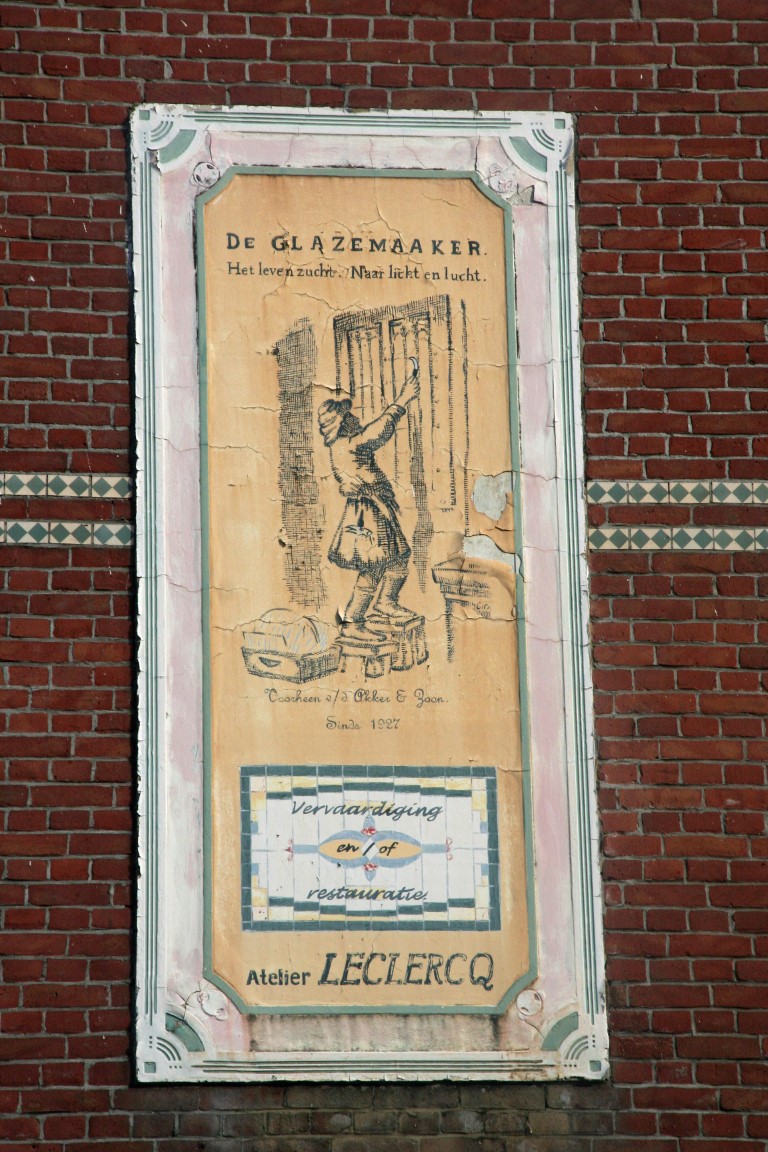 DE GLAZEMAAKER.
Het leven zucht. Naar licht en lucht.
Voorheen v/d Akker & Zoon.
Sinds 1927
Vervaardiging
en / of
restauratie.
Atelier LECLERCQ